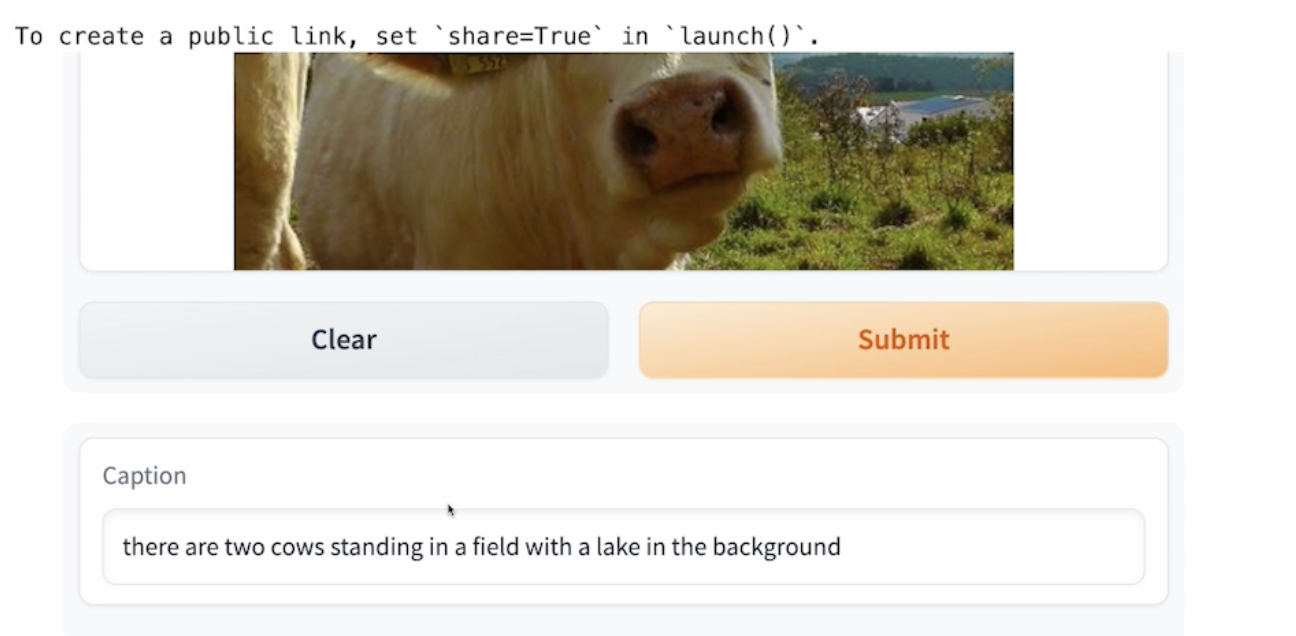 To create a public link, set `share=True` in `launch()`.
Clear
Submit
Caption
there are two cows standing in a field with a lake in the background